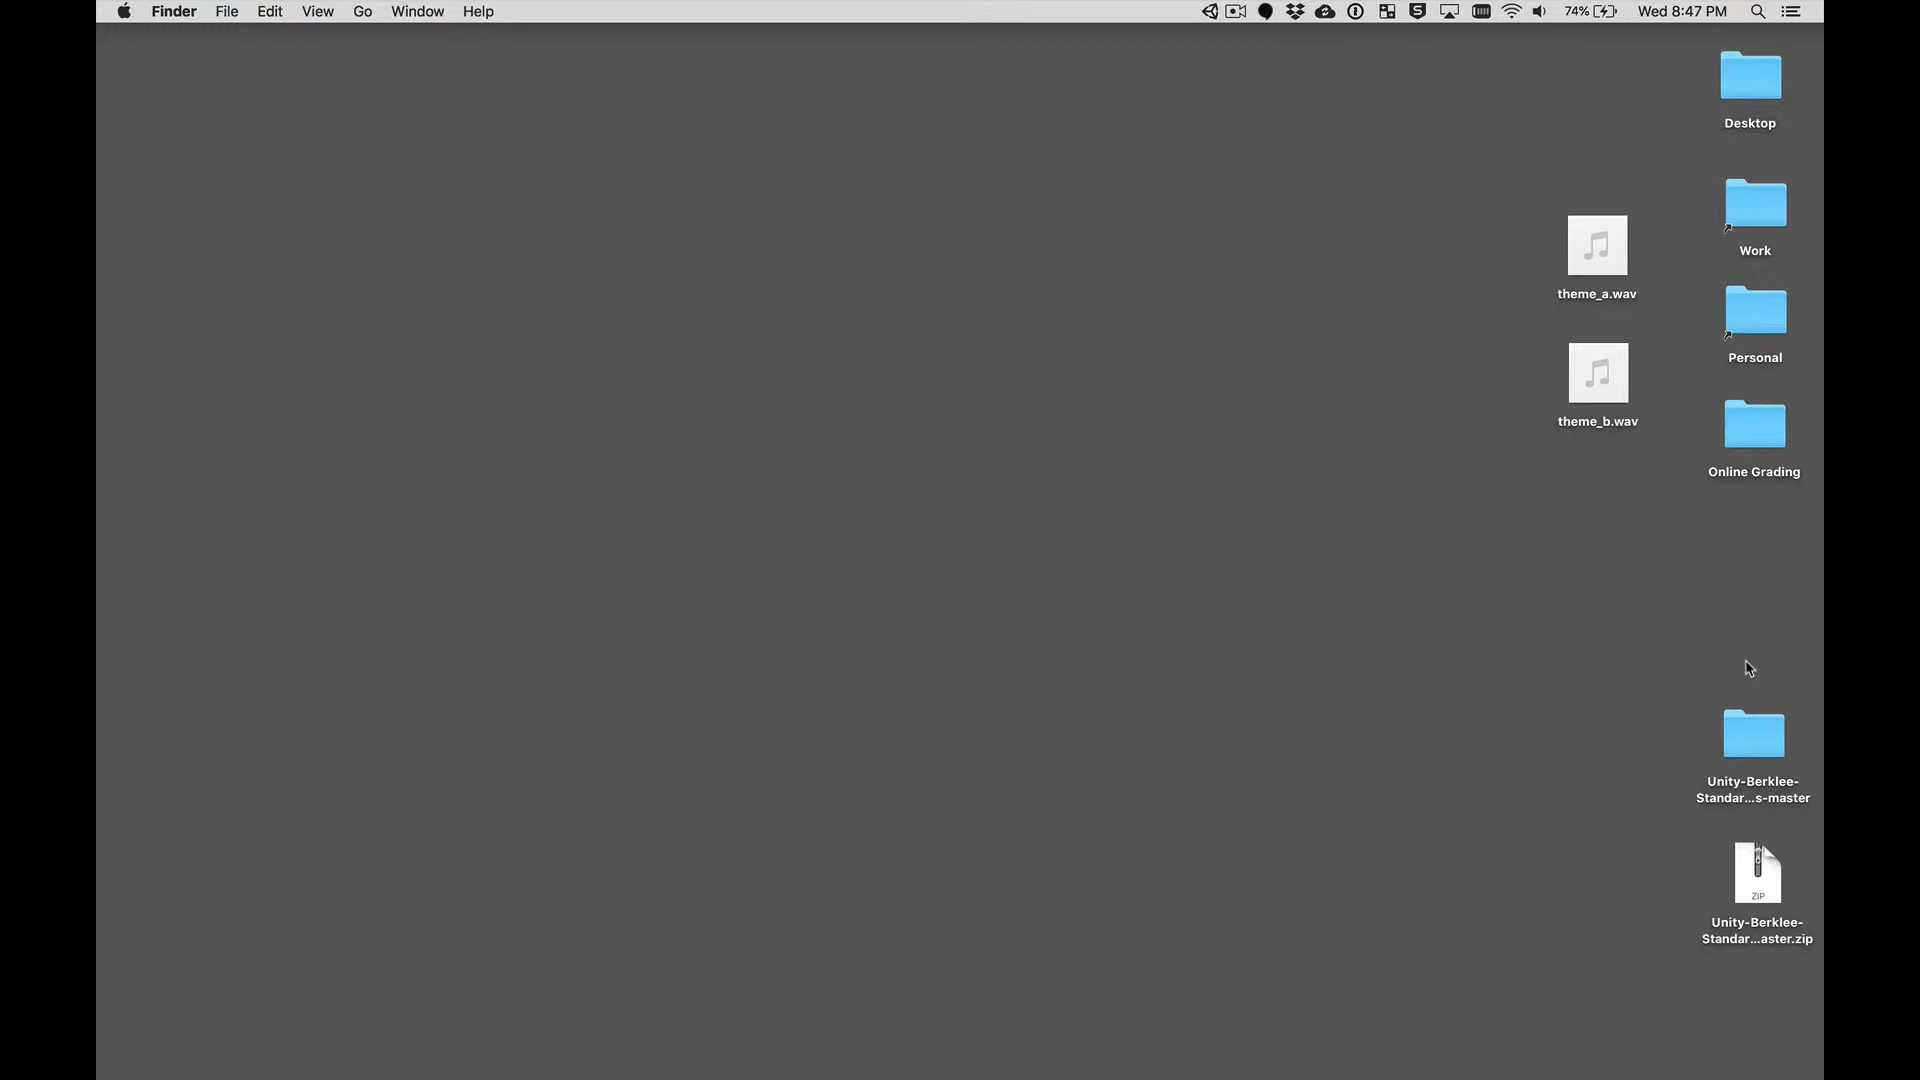 Finder File Edit View Go Window Help 74% Wed 8:47 PM
Desktop
Work
theme_a.wav
Personal
theme_b.wav
Online Grading
Unity-Berklee-
Standar...s-master
ZIP
Unity-Berklee-
Standar...aster.zip